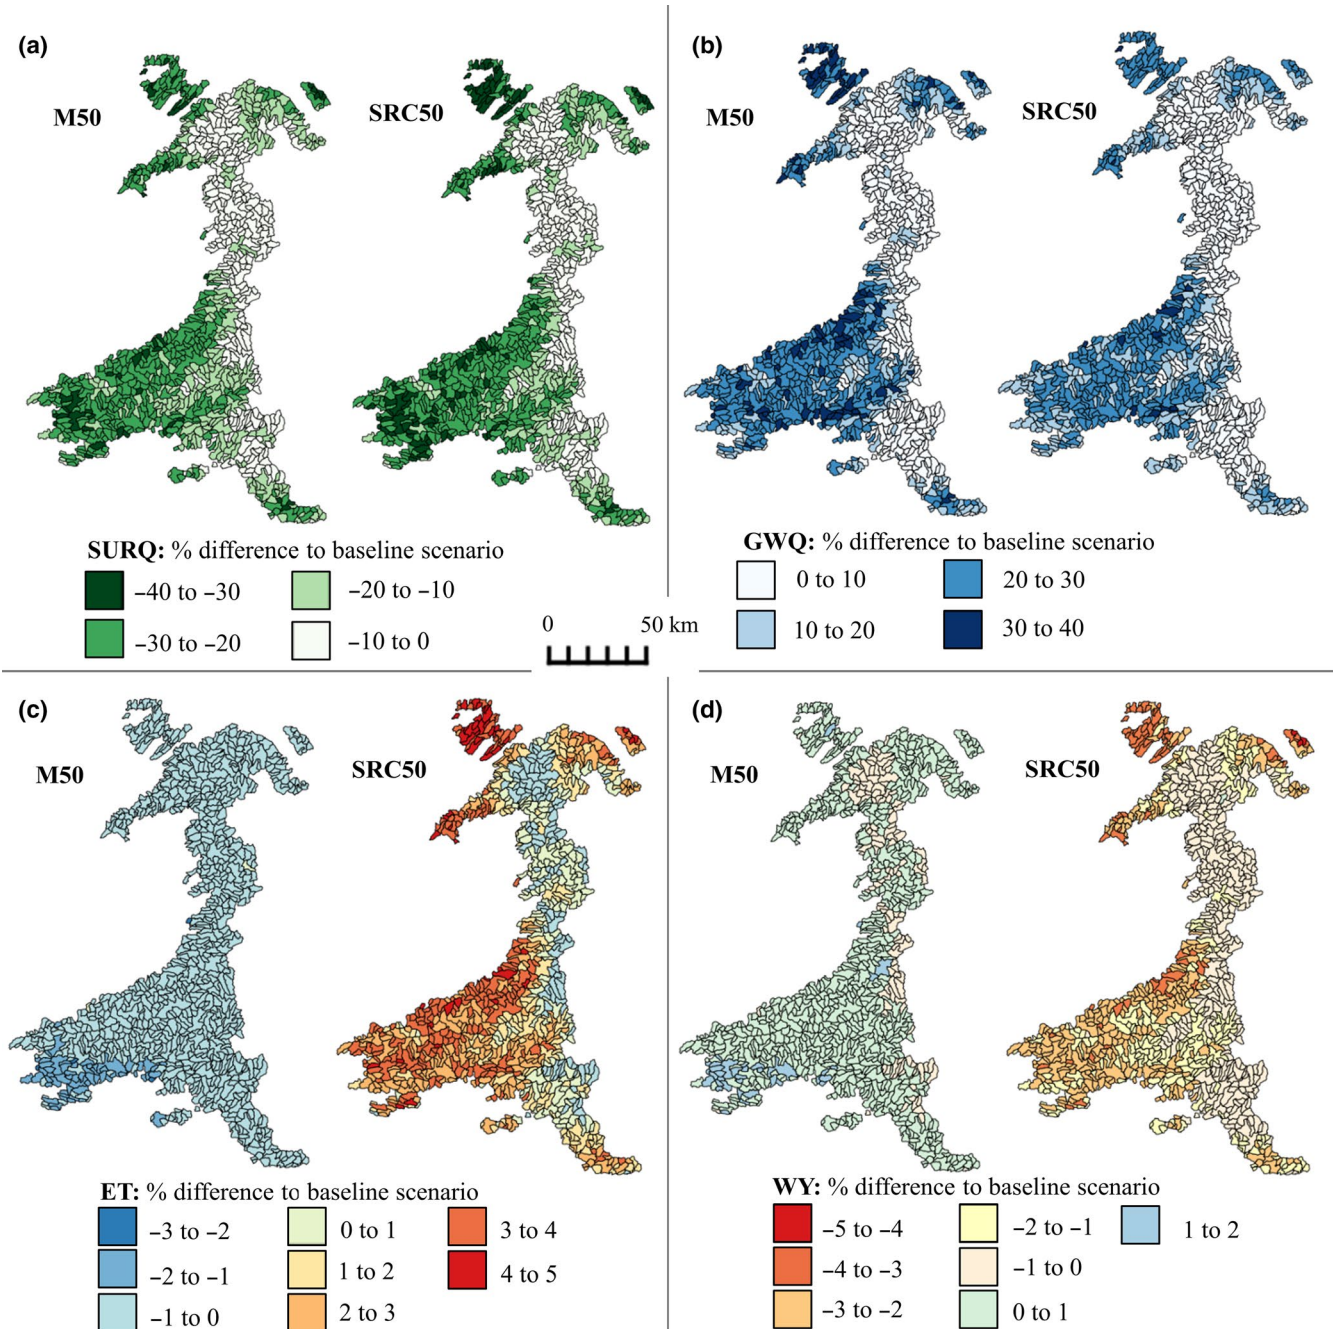 (a)
M50
SRC50
SURQ: % difference to baseline scenario
−40 to −30
−20 to −10
−30 to −20
−10 to 0
(b)
M50
SRC50
GWQ: % difference to baseline scenario
0 to 10
20 to 30
10 to 20
30 to 40
0
50 km
(c)
M50
SRC50
ET: % difference to baseline scenario
−3 to −2
0 to 1
3 to 4
−2 to −1
1 to 2
4 to 5
−1 to 0
2 to 3
(d)
M50
SRC50
WY: % difference to baseline scenario
−5 to −4
−2 to −1
1 to 2
−4 to −3
−1 to 0
−3 to −2
0 to 1